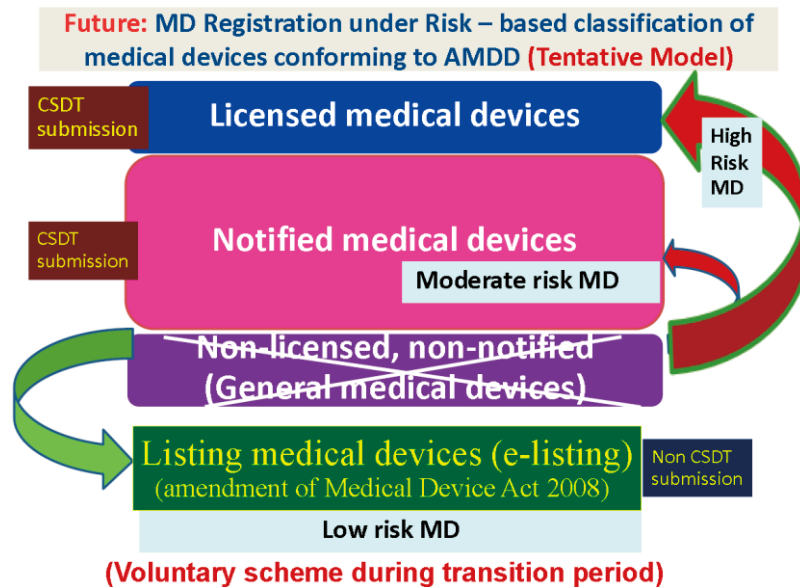 Future: MD Registration under Risk – based classification of
medical devices conforming to AMDD (Tentative Model)
CSDT
submission
Licensed medical devices
High
Risk
MD
CSDT
submission
Notified medical devices
Moderate risk MD
Non-licensed, non-notified
(General medical devices)
Listing medical devices (e-listing)
(amendment of Medical Device Act 2008)
Non CSDT
submission
Low risk MD
(Voluntary scheme during transition period)